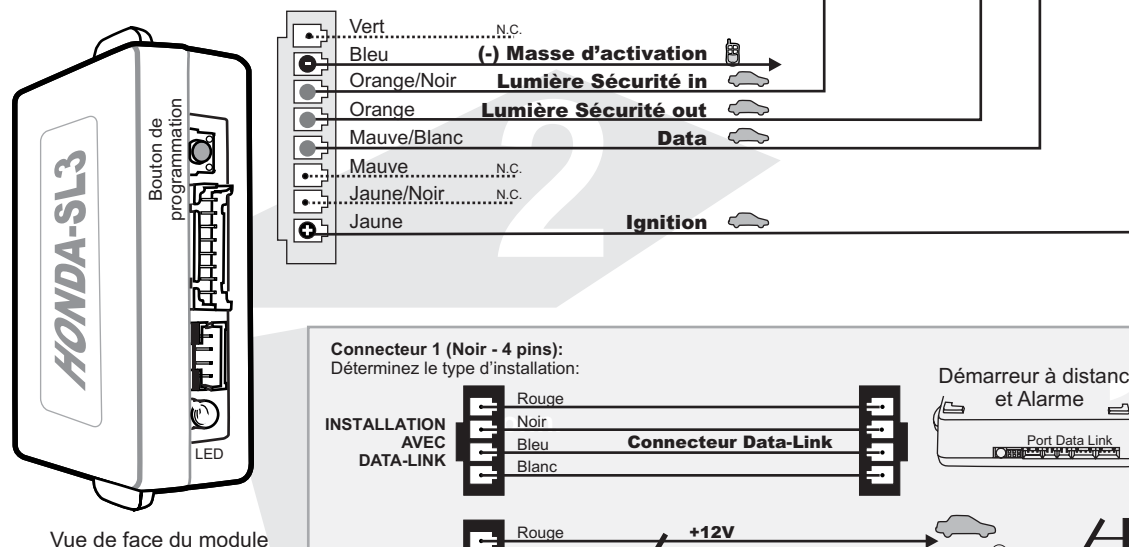 Vert N.C.
Bleu (-) Masse d'activation
Orange/Noir Lumière Sécurité in
Orange Lumière Sécurité out
Mauve/Blanc Data
Mauve N.C.
Jaune/Noir N.C.
Jaune Ignition
2
Bouton de
programmation
HONDA-SL3
LED
Vue de face du module
Connecteur 1 (Noir - 4 pins):
Déterminez le type d'installation:
INSTALLATION
AVEC
DATA-LINK
Rouge
Noir
Bleu Connecteur Data-Link
Blanc
Démarreur à distanc
et Alarme
Port Data Link
Rouge +12V